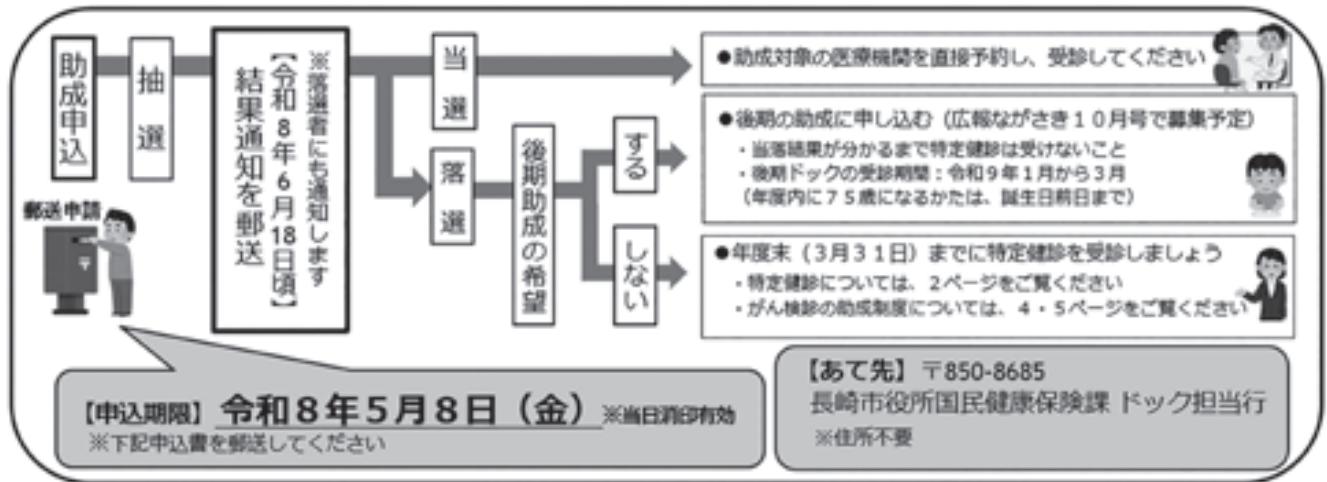 助成申込
郵送申請
抽選
※落選者にも通知します
【令和8年6月18日頃】
結果通知を郵送
当選
●助成対象の医療機関を直接予約し、受診してください
落選
後期助成の希望
する
●後期の助成に申し込む（広報ながさき１０月号で募集予定）
・当落結果が分かるまで特定健診は受けないこと
・後期ドックの受診期間：令和９年１月から３月
（年度内に７５歳になるかたは、誕生日前日まで）
しない
●年度末（３月３１日）までに特定健診を受診しましょう
・特定健診については、２ページをご覧ください
・がん検診の助成制度については、４・５ページをご覧ください
【申込期限】令和８年５月８日（金）※当日消印有効
※下記申込書を郵送してください
【あて先】〒850-8685
長崎市役所国民健康保険課 ドック担当行
※住所不要